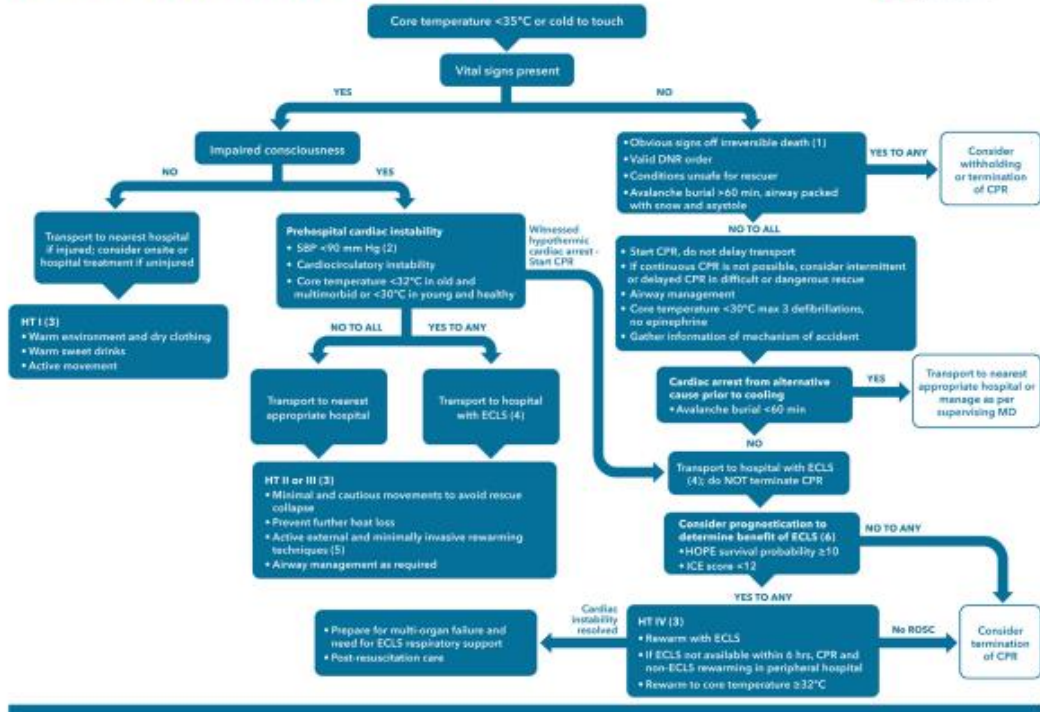 Core temperature <35°C or cold to touch
Vital signs present
YES
NO
Impaired consciousness
NO
YES
Transport to nearest hospital
if injured; consider onsite or
hospital treatment if uninjured
HT I (3)
• Warm environment and dry clothing
• Warm sweet drinks
• Active movement
Prehospital cardiac instability
• SBP <90 mm Hg (2)
• Cardiocirculatory instability
• Core temperature <32°C in old and
multimorbid or <30°C in young and healthy
Witnessed
hypothermic
cardiac arrest -
Start CPR
NO TO ALL
YES TO ANY
Transport to nearest
appropriate hospital
Transport to hospital
with ECLS (4)
HT II or III (3)
• Minimal and cautious movements to avoid rescue
collapse
• Prevent further heat loss
• Active external and minimally invasive rewarming
techniques (5)
• Airway management as required
• Obvious signs off irreversible death (1)
• Valid DNR order
• Conditions unsafe for rescuer
• Avalanche burial >60 min, airway packed
with snow and asystole
YES TO ANY
Consider
withholding
or termination
of CPR
NO TO ALL
• Start CPR, do not delay transport
• If continuous CPR is not possible, consider intermittent
or delayed CPR in difficult or dangerous rescue
• Airway management
• Core temperature <30°C max 3 defibrillations,
no epinephrine
• Gather information of mechanism of accident
Cardiac arrest from alternative
cause prior to cooling
• Avalanche burial <60 min
YES
Transport to nearest
appropriate hospital or
manage as per
supervising MD
NO
Transport to hospital with ECLS
(4); do NOT terminate CPR
Consider prognostication to
determine benefit of ECLS (6)
• HOPE survival probability ≥10
• ICE score <12
NO TO ANY
YES TO ANY
HT IV (3)
• Rewarm with ECLS
• If ECLS not available within 6 hrs, CPR and
non-ECLS rewarming in peripheral hospital
• Rewarm to core temperature ≥32°C
Cardiac
instability
resolved
• Prepare for multi-organ failure and
need for ECLS respiratory support
• Post-resuscitation care
No ROSC
Consider
termination
of CPR